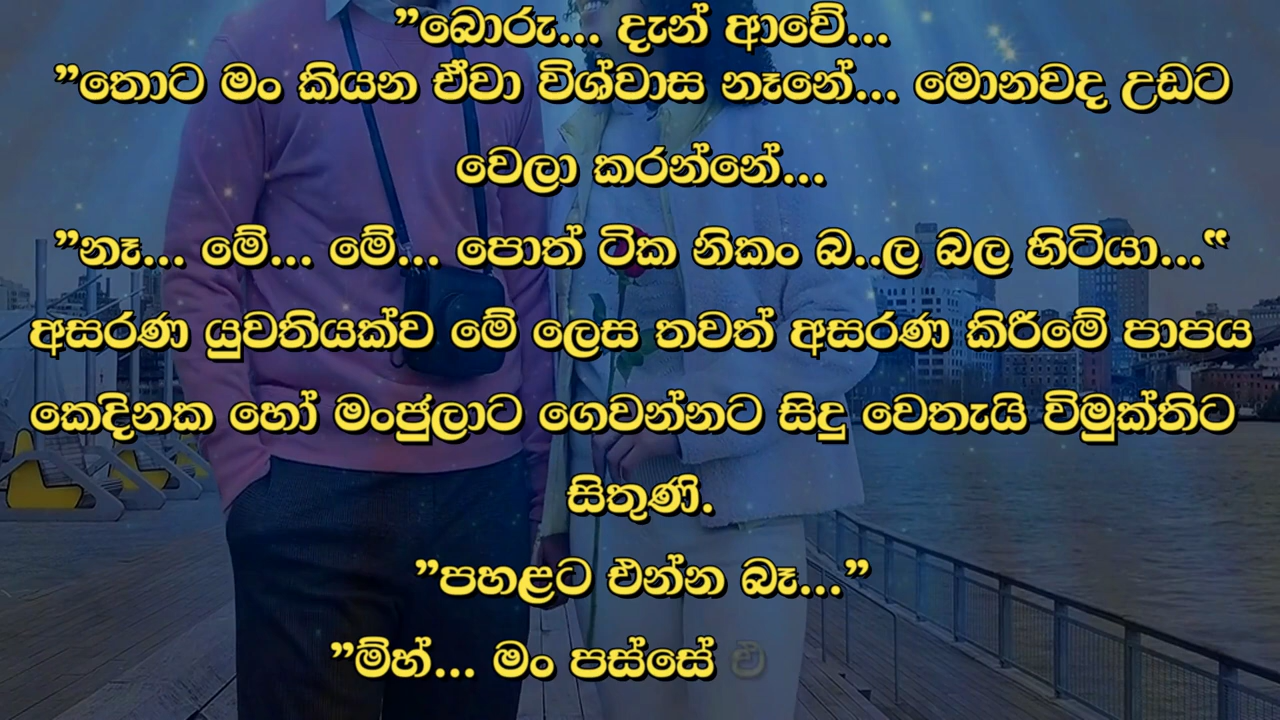 ”බොරු... දැන් ආවේ...
”තොට මං කියන ඒවා විශ්වාස නෑනේ... මොනවද උඩට
වෙලා කරන්නේ...
”නෑ... මේ... මේ... පොත් ටික නිකං බ..ල බල හිටියා...“
අසරණ යුවතියක්ව මේ ලෙස තවත් අසරණ කිරීමේ පාපය
කෙදිනක හෝ මංජුලාට ගෙවන්නට සිදු වෙතැයි විමුක්තිට
සිතුණි.
”පහළට එන්න බෑ...”
”ම්හ්... මං පස්සේ එ